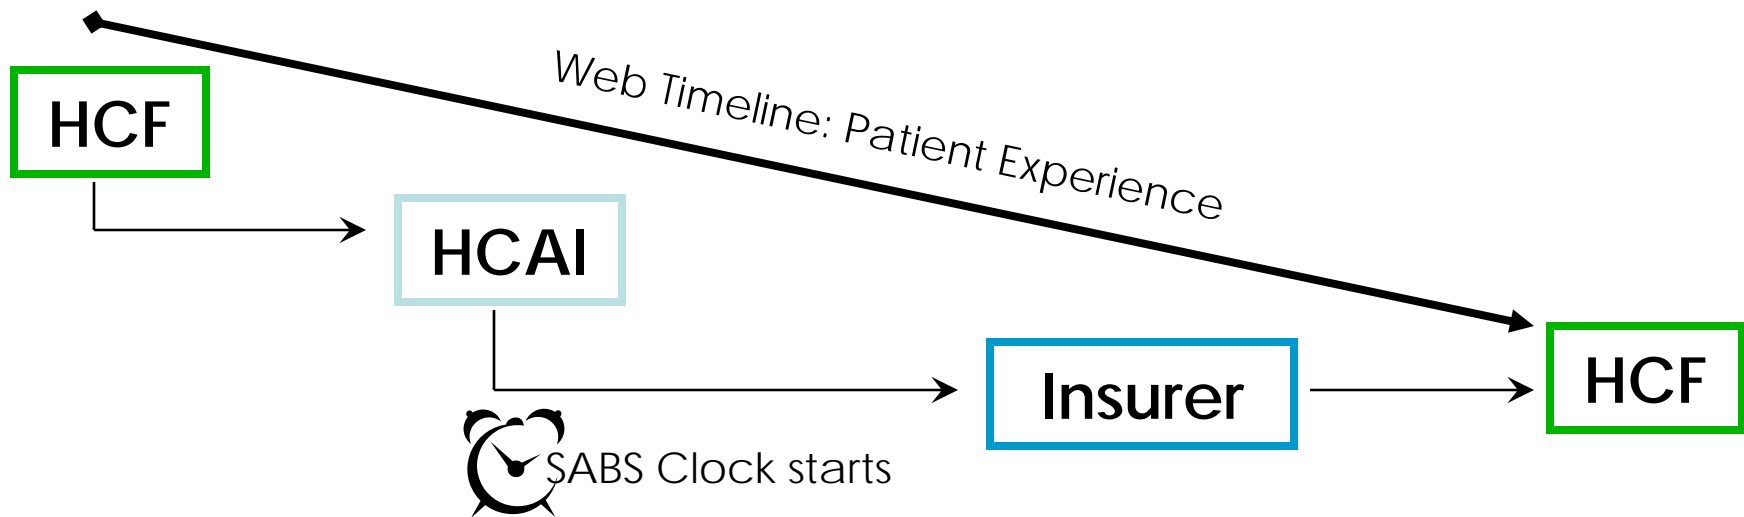 Web Timeline: Patient Experience
HCF
HCAI
Insurer
HCF
SABS Clock starts